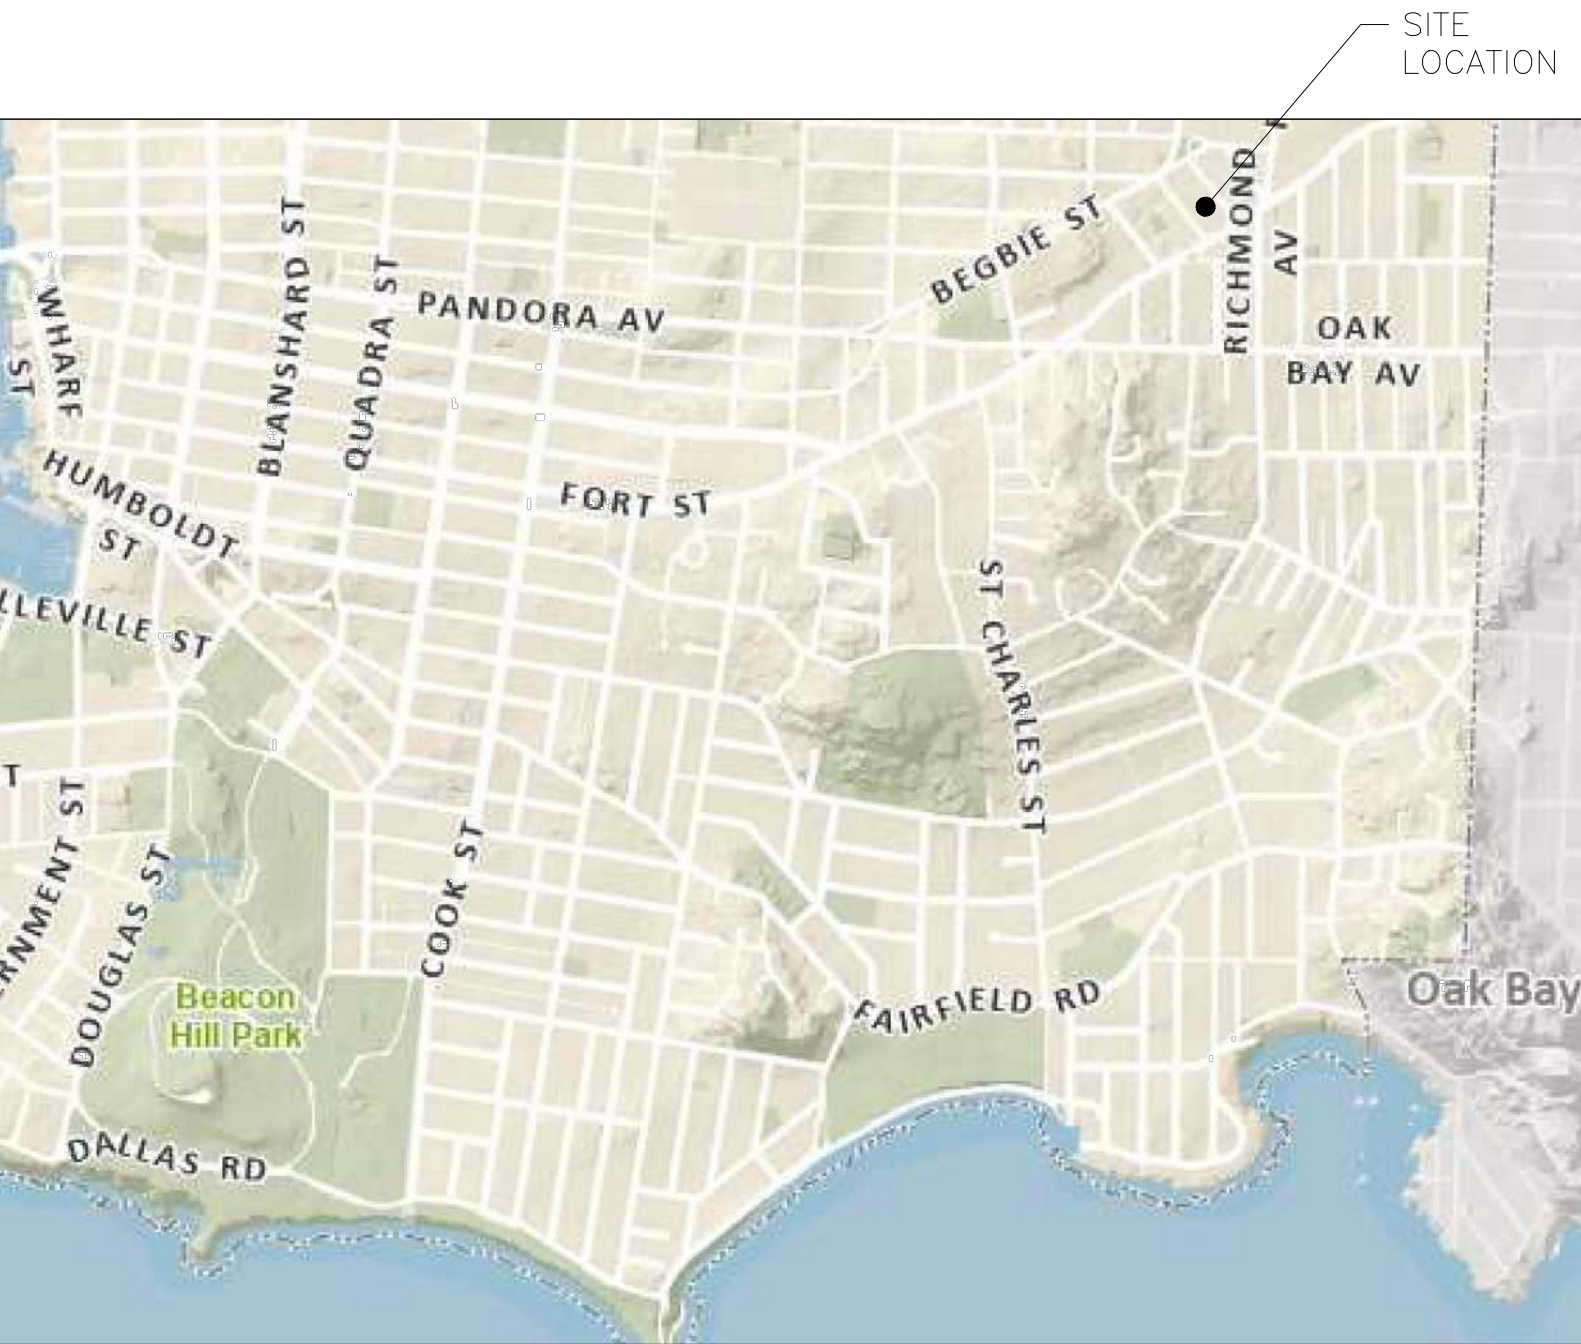 SITE
LOCATION
RICHMOND
AV
BEGBIE ST
BLANSHARD ST
QUADRA ST
PANDORA AV
WHARF
ST
OAK
BAY AV
HUMBOLDT
ST
FORT ST
LLEVILLE ST
ST CHARLES ST
T
ERNMENT ST
DOUGLAS ST
COOK ST
Beacon
Hill Park
FAIRFIELD RD
Oak Bay
DALLAS RD